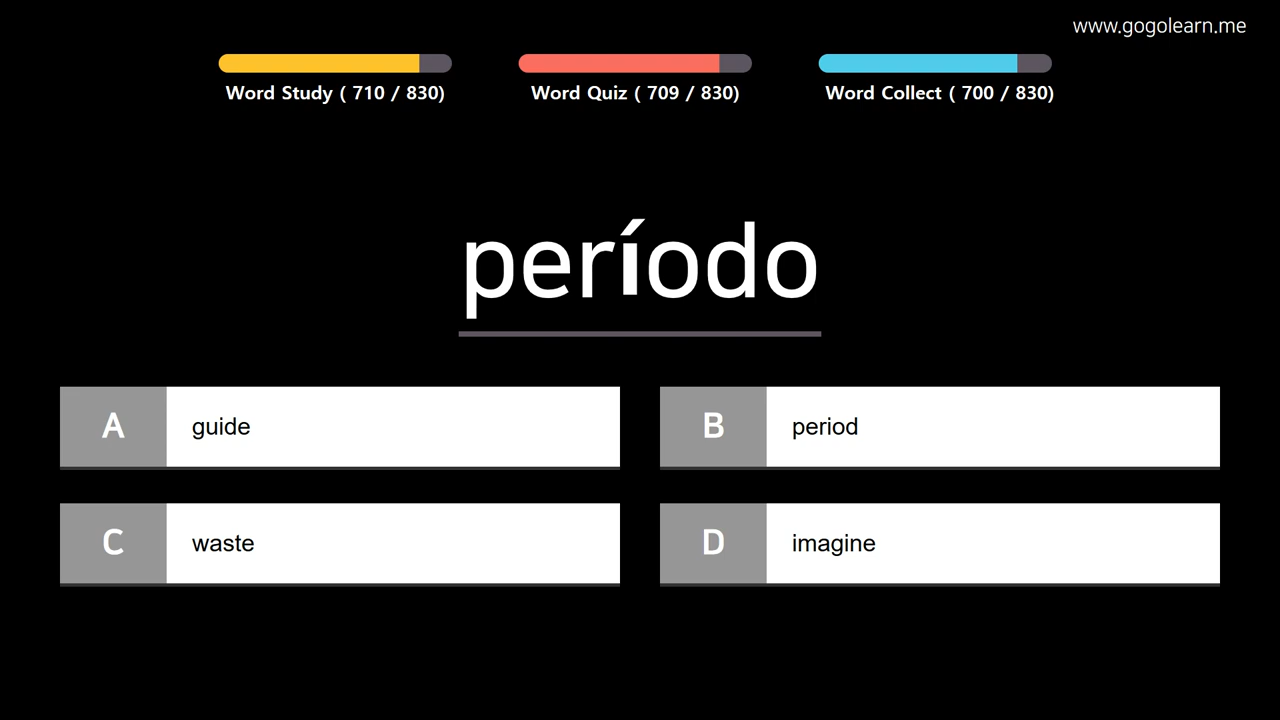 www.gogolearn.me
Word Study ( 710 / 830)
Word Quiz ( 709 / 830)
Word Collect ( 700 / 830)
período
A guide
B period
C waste
D imagine